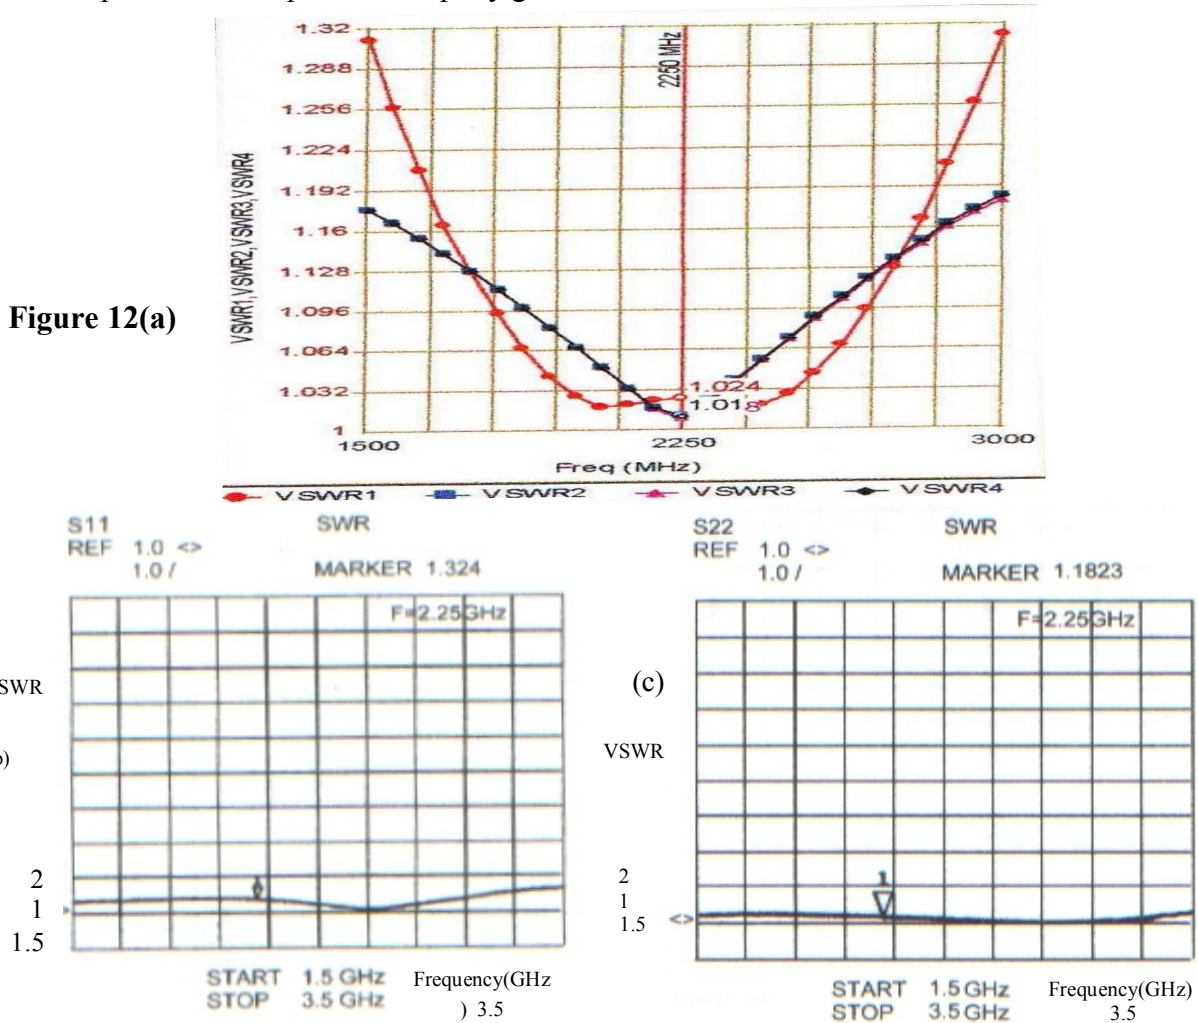 1.32
1.288
1.256
1.224
1.192
1.16
1.128
1.096
1.064
1.032
1
VSWR1,VSWR2,VSWR3,VSWR4
2250 MHz
1.024
1.018
1500 2250 3000
Freq (MHz)
VSWR1 VSWR2 VSWR3 VSWR4
Figure 12(a)
S11 SWR
REF 1.0 <>
1.0 / MARKER 1.324
F=2.25GHz
SWR
2
1
1.5
START 1.5 GHz
STOP 3.5 GHz
Frequency(GHz
) 3.5
S22 SWR
REF 1.0 <>
1.0 / MARKER 1.1823
F=2.25GHz
(c)
VSWR
1
2
1
1.5
<>
START 1.5 GHz
STOP 3.5 GHz
Frequency(GHz)
3.5